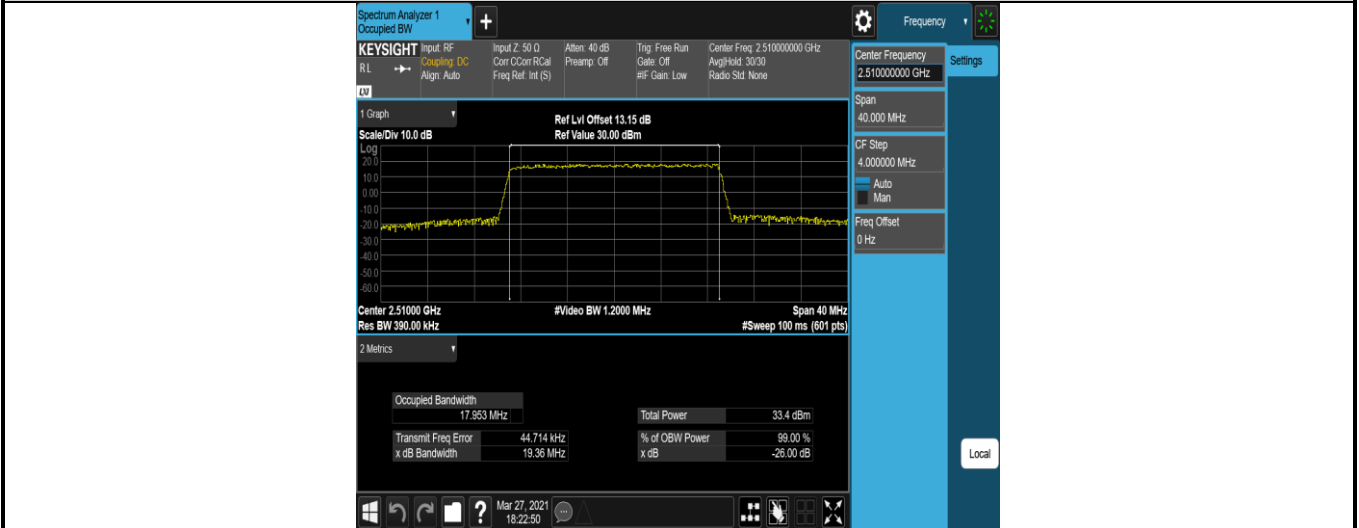 Spectrum Analyzer 1
Occupied BW
+
Frequency
KEYSIGHT
RL
Input: RF
Coupling: DC
Align: Auto
Input Z: 50 Ω
Corr CCorr RCal
Freq Ref: Int (S)
Atten: 40 dB
Preamp: Off
Trig: Free Run
Gate: Off
#IF Gain: Low
Center Freq: 2.510000000 GHz
Avg|Hold: 30/30
Radio Std: None
Center Frequency
2.510000000 GHz
Settings
Span
40.000 MHz
CF Step
4.000000 MHz
Auto
Man
Freq Offset
0 Hz
Local
1 Graph
Scale/Div 10.0 dB
Ref Lvl Offset 13.15 dB
Ref Value 30.00 dBm
Log
20.0
10.0
0.00
-10.0
-20.0
-30.0
-40.0
-50.0
-60.0
Center 2.51000 GHz
#Video BW 1.2000 MHz
Span 40 MHz
Res BW 390.00 kHz
#Sweep 100 ms (601 pts)
2 Metrics
Occupied Bandwidth
17.953 MHz
Total Power 33.4 dBm
Transmit Freq Error 44.714 kHz
% of OBW Power 99.00 %
x dB Bandwidth 19.36 MHz
x dB -26.00 dB
?
Mar 27, 2021
18:22:50